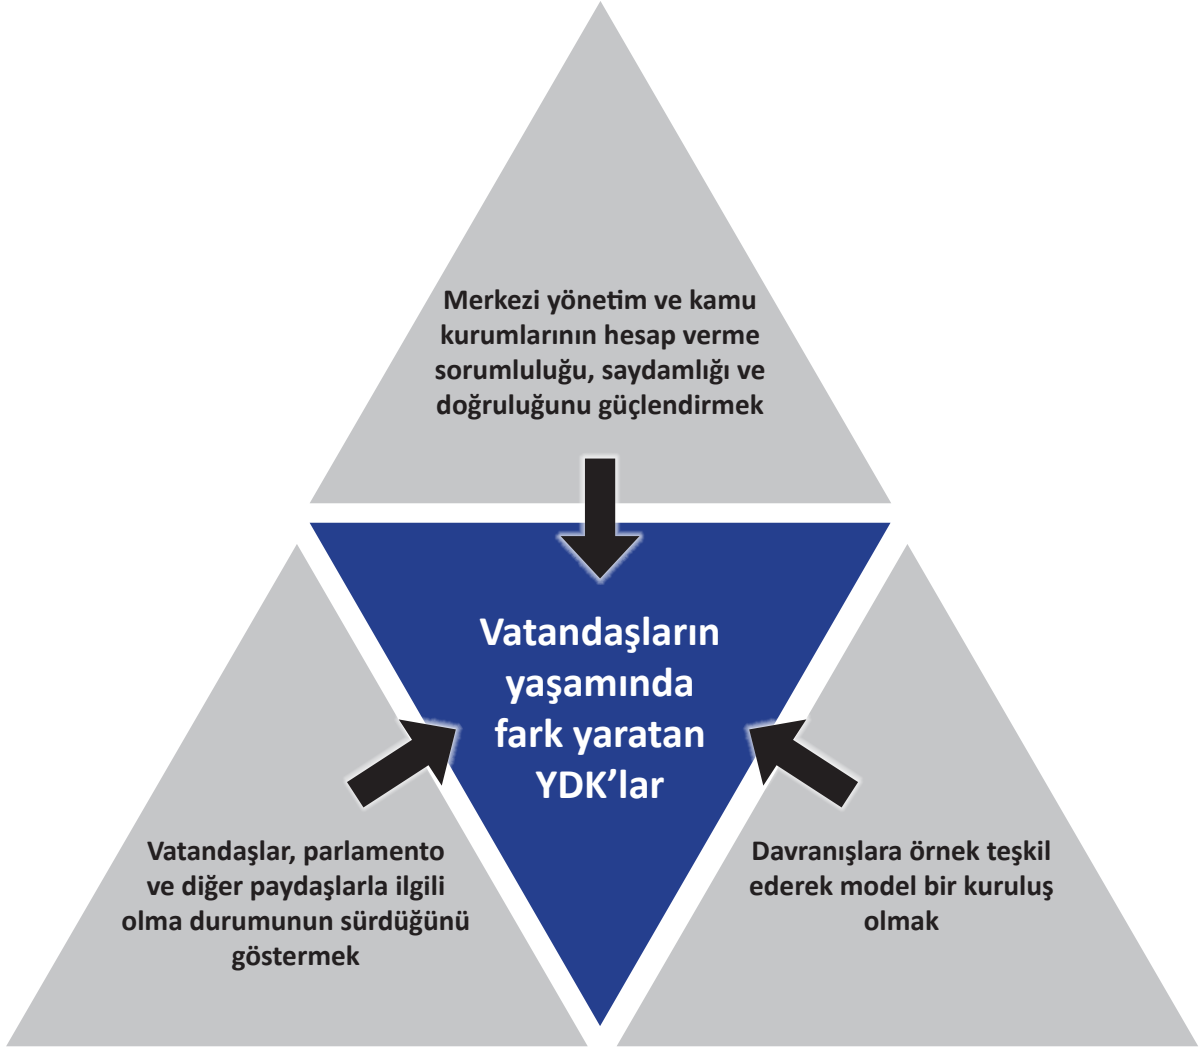 Merkezi yönetim ve kamu
kurumlarının hesap verme
sorumluluğu, saydamlığı ve
doğruluğunu güçlendirmek
Vatandaşların
yaşamında
fark yaratan
YDK’lar
Vatandaşlar, parlamento
ve diğer paydaşlarla ilgili
olma durumunun sürdüğünü
göstermek
Davranışlara örnek teşkil
ederek model bir kuruluş
olmak